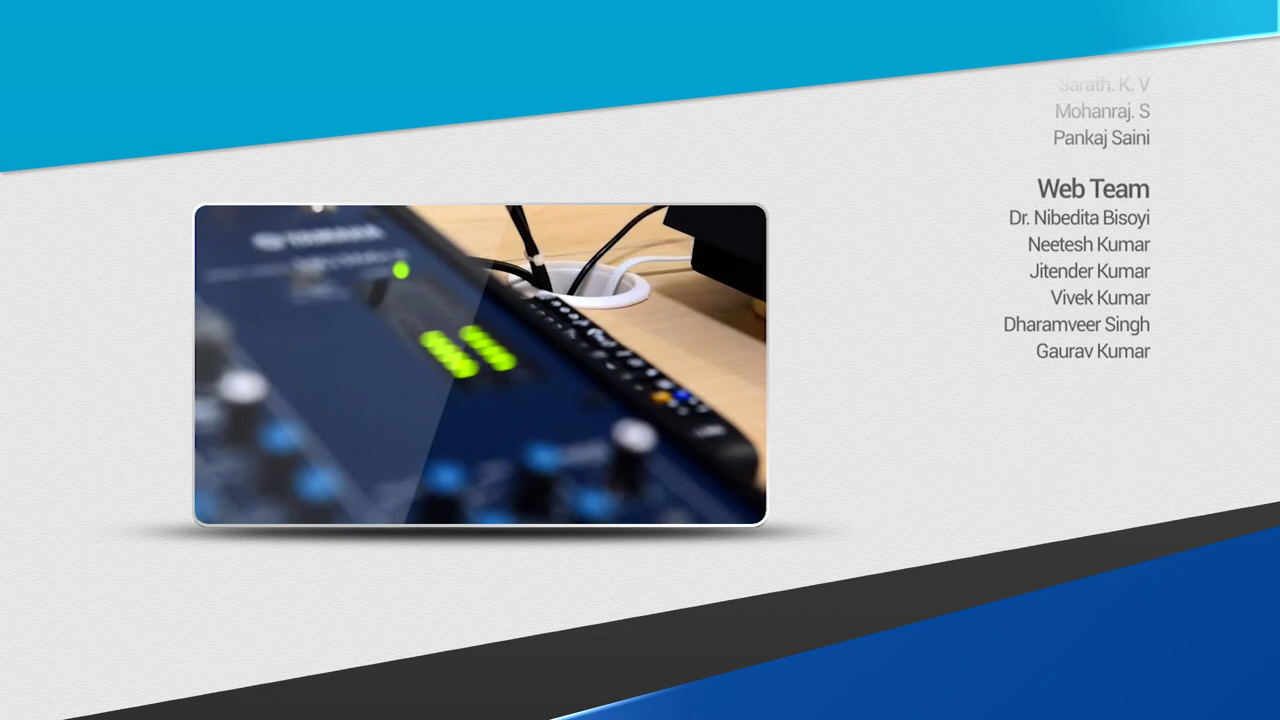 Sarath. K. V
Mohanraj. S
Pankaj Saini
Web Team
Dr. Nibedita Bisoyi
Neetesh Kumar
Jitender Kumar
Vivek Kumar
Dharamveer Singh
Gaurav Kumar
YAMAHA